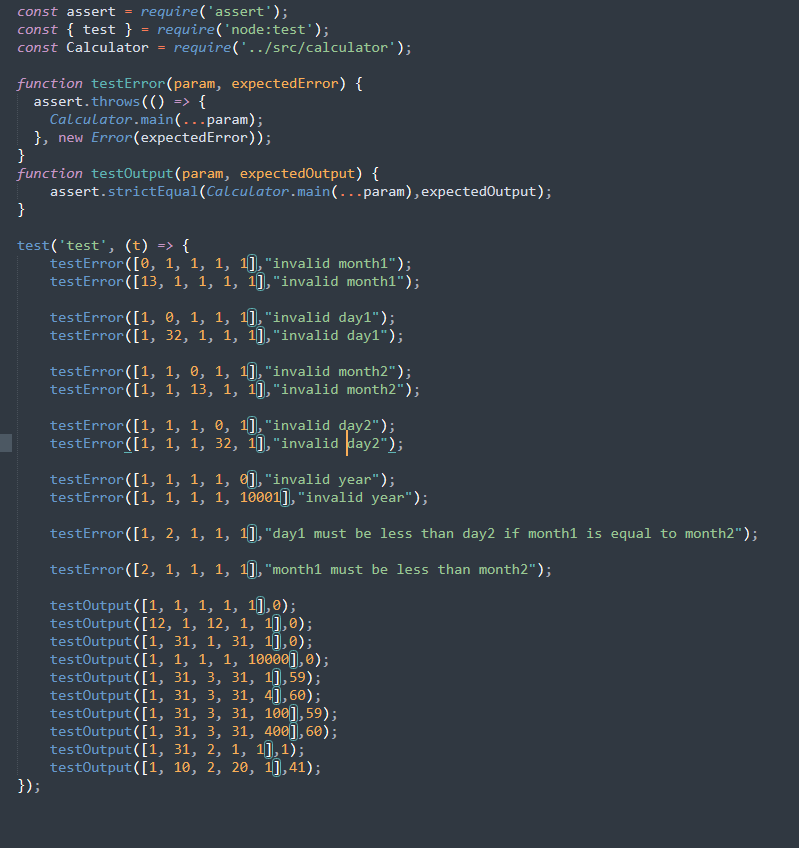 const assert = require('assert');
const { test } = require('node:test');
const Calculator = require('../src/calculator');

function testError(param, expectedError) {
  assert.throws(() => {
    Calculator.main(...param);
  }, new Error(expectedError));
}
function testOutput(param, expectedOutput) {
    assert.strictEqual(Calculator.main(...param),expectedOutput);
}

test('test', (t) => {
    testError([0, 1, 1, 1, 1],"invalid month1");
    testError([13, 1, 1, 1, 1],"invalid month1");

    testError([1, 0, 1, 1, 1],"invalid day1");
    testError([1, 32, 1, 1, 1],"invalid day1");

    testError([1, 1, 0, 1, 1],"invalid month2");
    testError([1, 1, 13, 1, 1],"invalid month2");

    testError([1, 1, 1, 0, 1],"invalid day2");
    testError([1, 1, 1, 32, 1],"invalid day2");

    testError([1, 1, 1, 1, 0],"invalid year");
    testError([1, 1, 1, 1, 10001],"invalid year");

    testError([1, 2, 1, 1, 1],"day1 must be less than day2 if month1 is equal to month2");

    testError([2, 1, 1, 1, 1],"month1 must be less than month2");

    testOutput([1, 1, 1, 1, 1],0);
    testOutput([12, 1, 12, 1, 1],0);
    testOutput([1, 31, 1, 31, 1],0);
    testOutput([1, 1, 1, 1, 10000],0);
    testOutput([1, 31, 3, 31, 1],59);
    testOutput([1, 31, 3, 31, 4],60);
    testOutput([1, 31, 3, 31, 100],59);
    testOutput([1, 31, 3, 31, 400],60);
    testOutput([1, 31, 2, 1, 1],1);
    testOutput([1, 10, 2, 20, 1],41);
});